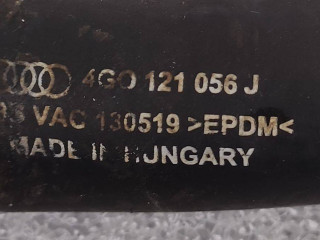 4G0 121 056 J
VAC 130519 >EPDM<
MADE IN HUNGARY